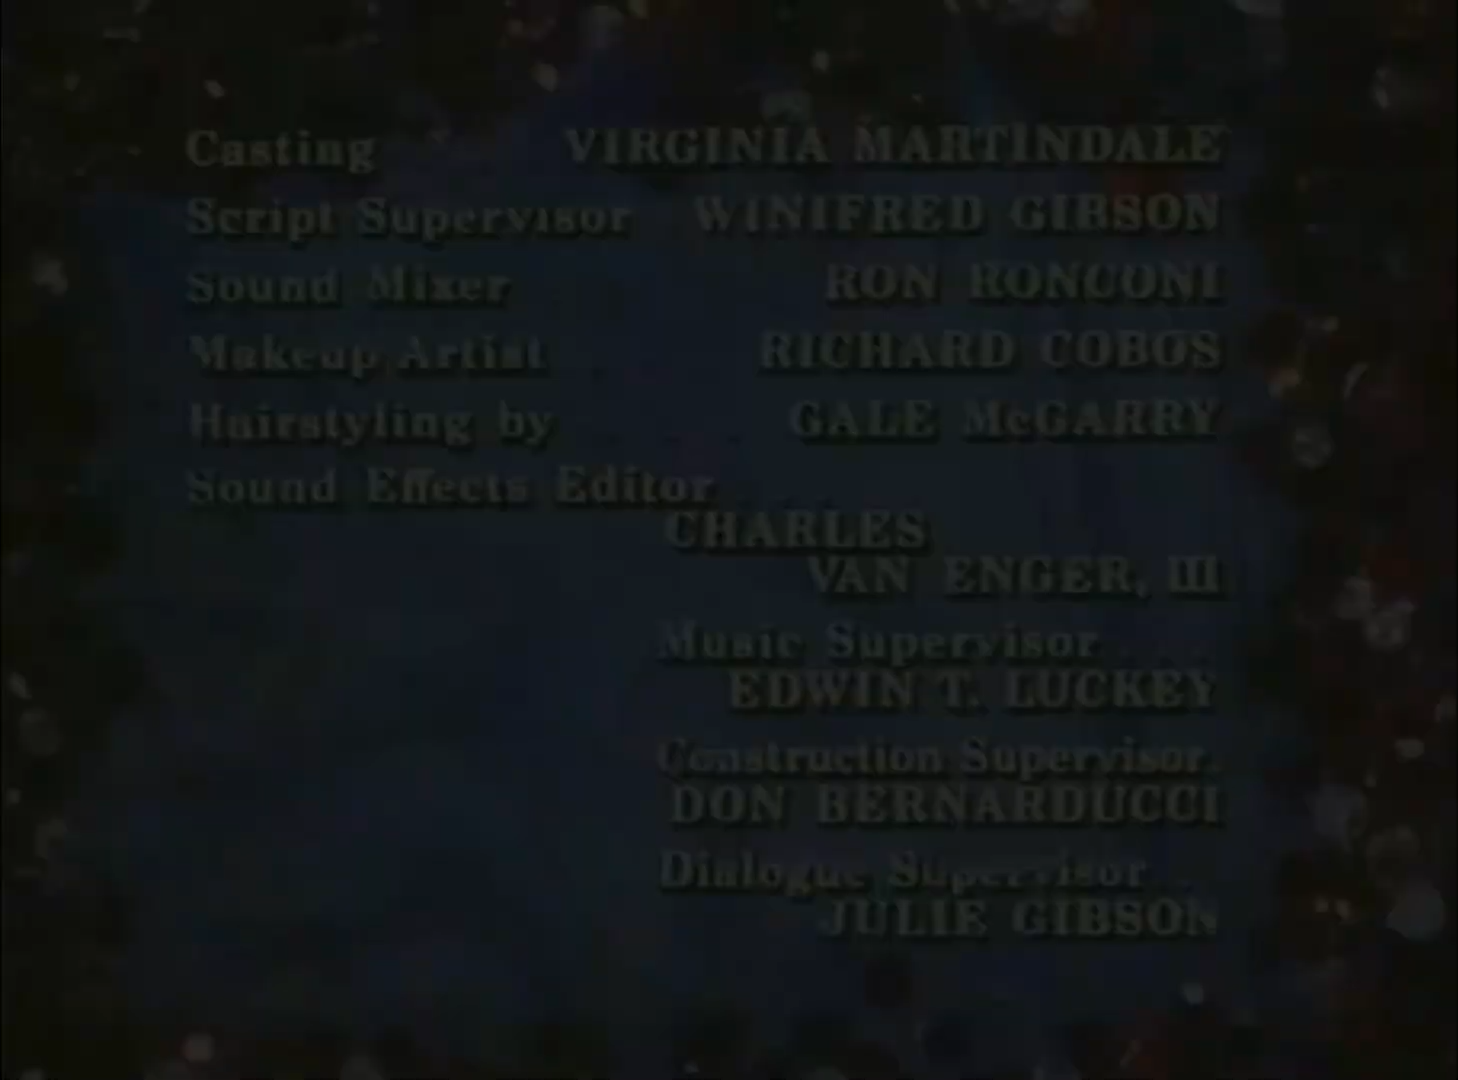 Casting VIRGINIA MARTINDALE
Script Supervisor WINIFRED GIBSON
Sound Mixer RON RONCONI
Makeup Artist RICHARD COBOS
Hairstyling by GALE McGARRY
Sound Effects Editor
CHARLES
VAN ENGER, III
Music Supervisor . . . .
EDWIN T. LUCKEY
Construction Supervisor.
DON BERNARDUCCI
Dialogue Supervisor . .
JULIE GIBSON